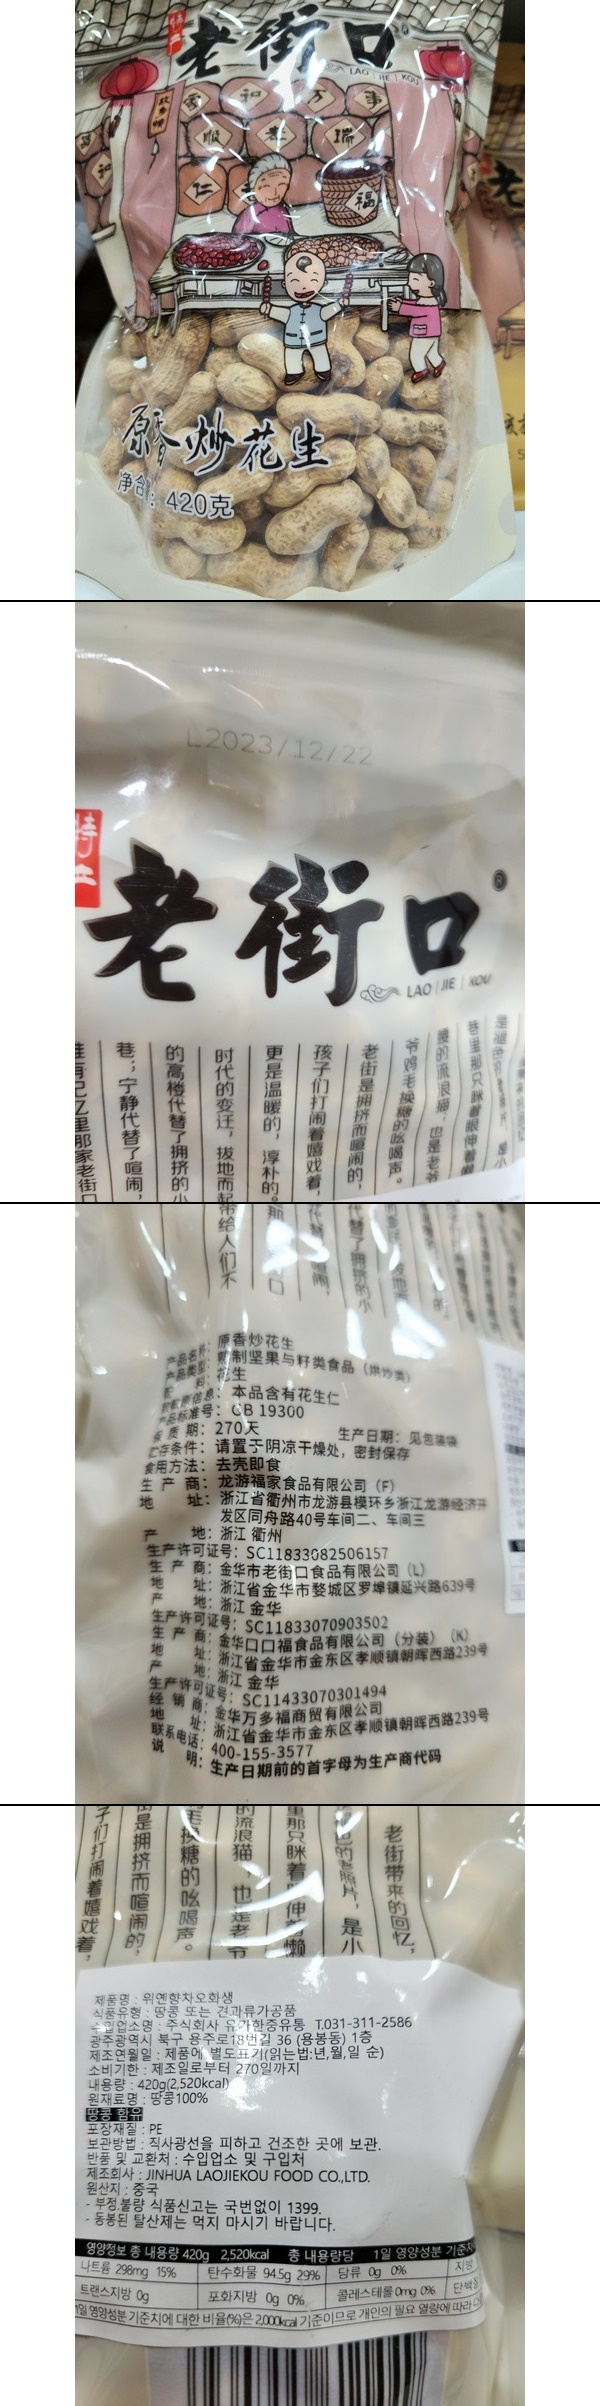 特土
老街口
LAO JIE KOU
家和万事
顺 瑞
仁
福
原香炒花生
净含 : 420克
L2023/12/22
特土
老街口®
LAO JIE KOU
是褪色的老照片, 是小
巷里那只眯着眼伸着懒
腰的流浪猫, 也是老爷
爷鸡毛换糖的吆喝声。
老街是拥挤而喧闹的,
孩子们打闹着嬉戏着,
更是温暖的, 淳朴的。那
时代的变迁, 拔地而起
的高楼代替了拥挤的小
巷;, 宁静代替了喧闹,
唯有记忆里那家老街口
带给人们不
产品名称: 原香炒花生
产品类型: 熟制坚果与籽类食品（烘炒类）
配 料: 花生
致敏原信息: 本品含有花生仁
产品标准号: GB 19300
保 质 期: 270天 生产日期: 见包装袋
贮存条件: 请置于阴凉干燥处, 密封保存
食用方法: 去壳即食
生 产 商: 龙游福家食品有限公司（F）
地 址: 浙江省衢州市龙游县模环乡浙江龙游经济开
发区同舟路40号车间二、车间三
产 地: 浙江 衢州
生产许可证号: SC11833082506157
生 产 商: 金华市老街口食品有限公司（L）
地 址: 浙江省金华市婺城区罗埠镇延兴路639号
产 地: 浙江 金华
生产许可证号: SC11833070903502
生 产 商: 金华口口福食品有限公司（分装）（K）
地 址: 浙江省金华市金东区孝顺镇朝晖西路239号
产 地: 浙江 金华
生产许可证号: SC11433070301494
经 销 商: 金华万多福商贸有限公司
地 址: 浙江省金华市金东区孝顺镇朝晖西路239号
联系电话: 400-155-3577
说 明: 生产日期前的首字母为生产商代码
老街带来的回忆,
色的老照片, 是小
里那只眯着 伸着懒
的流浪猫, 也是老爷
毛换糖的吆喝声。
街是拥挤而喧闹的,
子们打闹着嬉戏着,
제품명 : 위옌향차오화생
식품유형 : 땅콩 또는 견과류가공품
수입업소명 : 주식회사 유가한중유통 T.031-311-2586
광주광역시 북구 용주로18번길 36 (용봉동) 1층
제조연월일 : 제품에 별도표기(읽는법:년,월,일 순)
소비기한 : 제조일로부터 270일까지
내용량 : 420g(2,520kcal)
원재료명 : 땅콩100%
땅콩 함유
포장재질 : PE
보관방법 : 직사광선을 피하고 건조한 곳에 보관.
반품 및 교환처 : 수입업소 및 구입처
제조회사 : JINHUA LAOJIEKOU FOOD CO.,LTD.
원산지 : 중국
- 부정.불량 식품신고는 국번없이 1399.
- 동봉된 탈산제는 먹지 마시기 바랍니다.
영양정보 총 내용량 420g 2,520kcal 총 내용량당 1일 영양성분 기준치
나트륨 298mg 15% 탄수화물 94.5g 29% 당류 0g 0% 지방
트랜스지방 0g 포화지방 0g 0% 콜레스테롤 0mg 0% 단백질
1일 영양성분 기준치에 대한 비율(%)은 2,000kcal 기준이므로 개인의 필요 열량에 따라 다